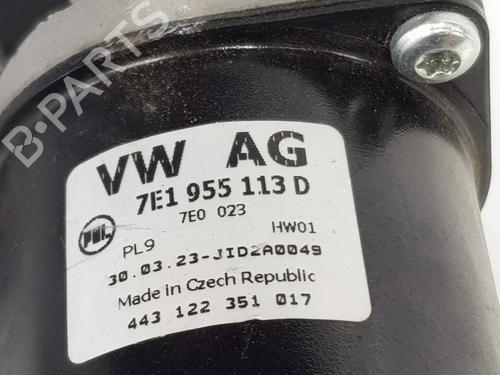 B-PARTS
VW AG
7E1 955 113 D
7E0 023
PL9
HW01
30.03.23-JID2A0049
Made in Czech Republic
443 122 351 017